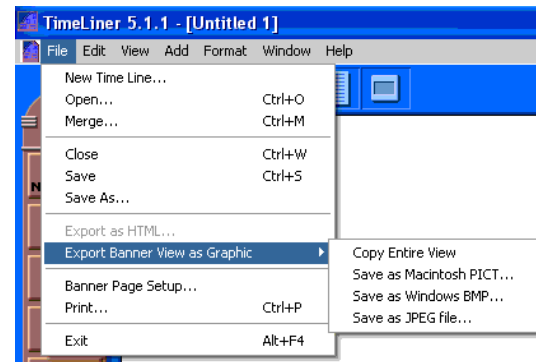 TimeLiner 5.1.1 - [Untitled 1]
File Edit View Add Format Window Help
New Time Line...
Open... Ctrl+O
Merge... Ctrl+M
Close Ctrl+W
Save Ctrl+S
Save As...
Export as HTML...
Export Banner View as Graphic
Copy Entire View
Save as Macintosh PICT...
Save as Windows BMP...
Save as JPEG file...
Banner Page Setup...
Print... Ctrl+P
Exit Alt+F4